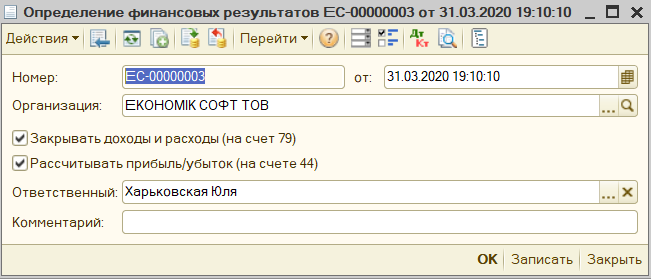 Определение финансовых результатов ЕС-00000003 от 31.03.2020 19:10:10
Действия Перейти Дт Кт
Номер: ЕС-00000003 от: 31.03.2020 19:10:10
Организация: ЕКОНОМІК СОФТ ТОВ ...
Закрывать доходы и расходы (на счет 79)
Рассчитывать прибыль/убыток (на счете 44)
Ответственный: Харьковская Юля ...
Комментарий:
OK Записать Закрыть